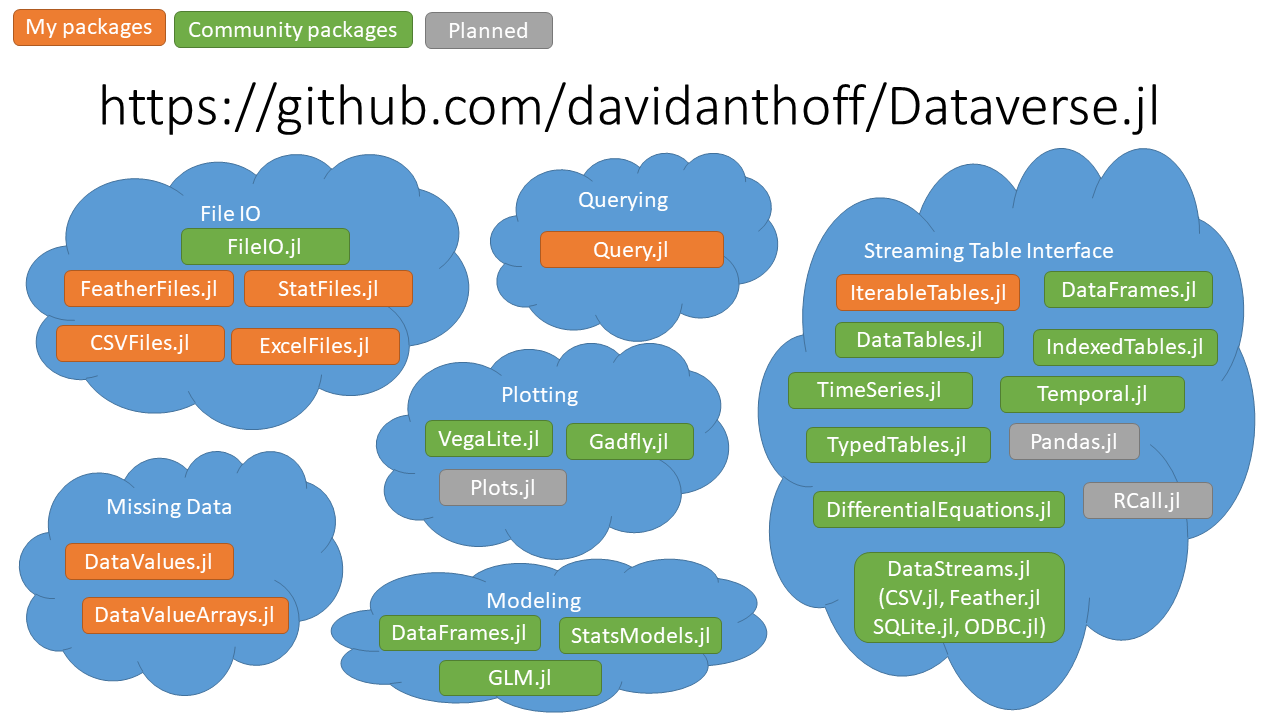 My packages
Community packages
Planned
https://github.com/davidanthoff/Dataverse.jl
File IO
FileIO.jl
FeatherFiles.jl
StatFiles.jl
CSVFiles.jl
ExcelFiles.jl
Querying
Query.jl
Streaming Table Interface
IterableTables.jl
DataFrames.jl
DataTables.jl
IndexedTables.jl
TimeSeries.jl
Temporal.jl
TypedTables.jl
Pandas.jl
DifferentialEquations.jl
RCall.jl
DataStreams.jl
(CSV.jl, Feather.jl
SQLite.jl, ODBC.jl)
Plotting
VegaLite.jl
Gadfly.jl
Plots.jl
Missing Data
DataValues.jl
DataValueArrays.jl
Modeling
DataFrames.jl
StatsModels.jl
GLM.jl